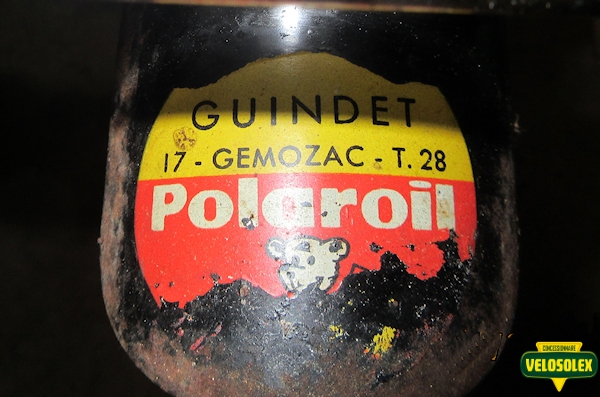 GUINDET
17 - GEMOZAC - T. 28
Polaroil
CONCESSIONNAIRE
VELOSOLEX